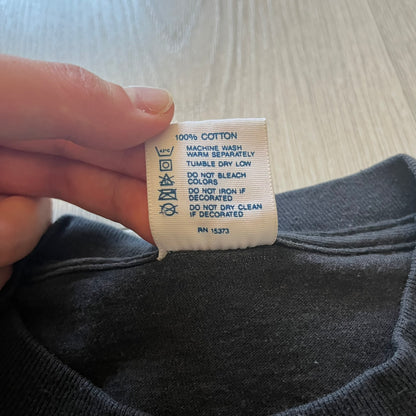 100% COTTON
MACHINE WASH
WARM SEPARATELY
TUMBLE DRY LOW
DO NOT BLEACH
COLORS
DO NOT IRON IF
DECORATED
DO NOT DRY CLEAN
IF DECORATED
RN 15373